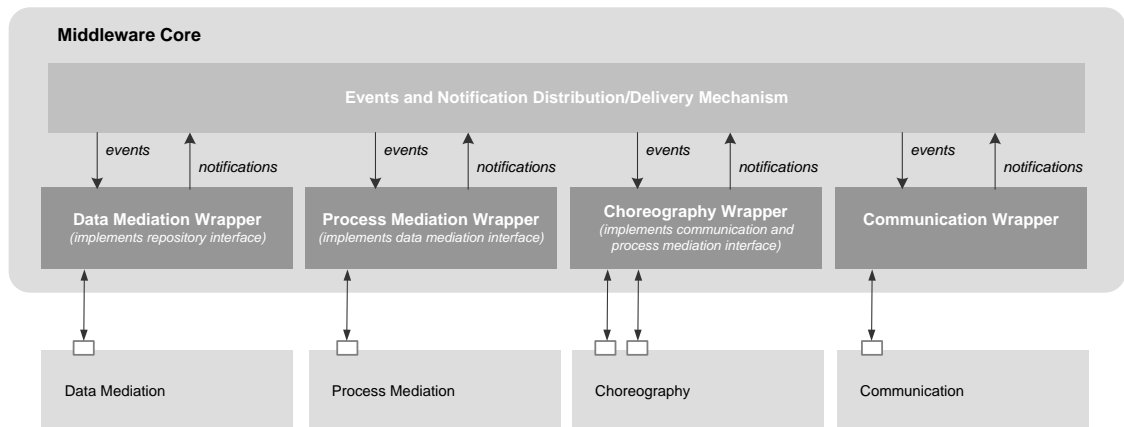 Middleware Core
Events and Notification Distribution/Delivery Mechanism
events
notifications
events
notifications
events
notifications
events
notifications
Data Mediation Wrapper
(implements repository interface)
Process Mediation Wrapper
(implements data mediation interface)
Choreography Wrapper
(implements communication and
process mediation interface)
Communication Wrapper
Data Mediation
Process Mediation
Choreography
Communication